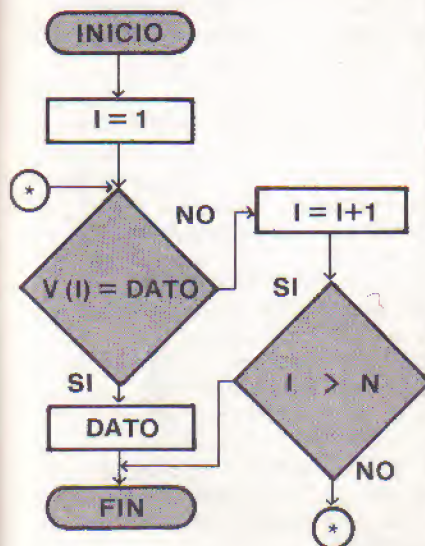 INICIO
I = 1
*
V (I) = DATO
NO
I = I+1
SI
I > N
NO
*
SI
DATO
FIN